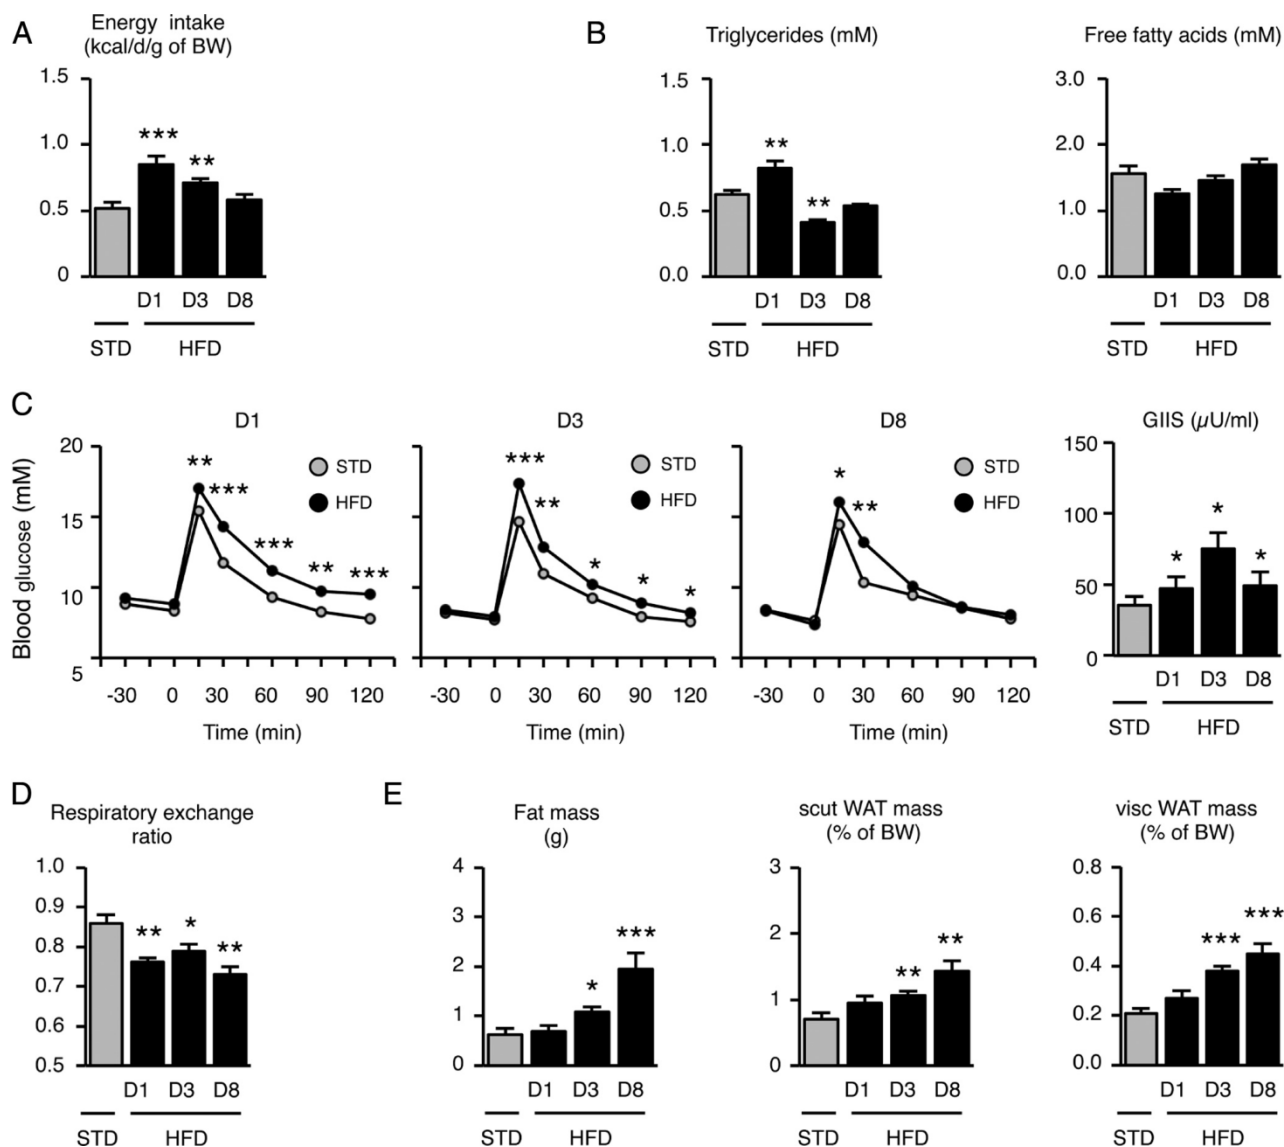 A
Energy intake
(kcal/d/g of BW)
1.5
1.0
0.5
0
***
**
D1 D3 D8
STD HFD
B
Triglycerides (mM)
1.5
1.0
0.5
0.0
**
**
D1 D3 D8
STD HFD
Free fatty acids (mM)
3.0
2.0
1.0
0.0
D1 D3 D8
STD HFD
C
Blood glucose (mM)
20
15
10
5
D1
** *** *** ** ***
STD
HFD
-30 0 30 60 90 120
Time (min)
D3
*** ** * * *
STD
HFD
-30 0 30 60 90 120
Time (min)
D8
* **
STD
HFD
-30 0 30 60 90 120
Time (min)
GIIS (µU/ml)
150
100
50
0
* * *
D1 D3 D8
STD HFD
D
Respiratory exchange
ratio
1.0
0.9
0.8
0.7
0.6
0.5
** * **
D1 D3 D8
STD HFD
E
Fat mass
(g)
4
3
2
1
0
* ***
D1 D3 D8
STD HFD
scut WAT mass
(% of BW)
3
2
1
0
** **
D1 D3 D8
STD HFD
visc WAT mass
(% of BW)
0.8
0.6
0.4
0.2
0.0
*** ***
D1 D3 D8
STD HFD